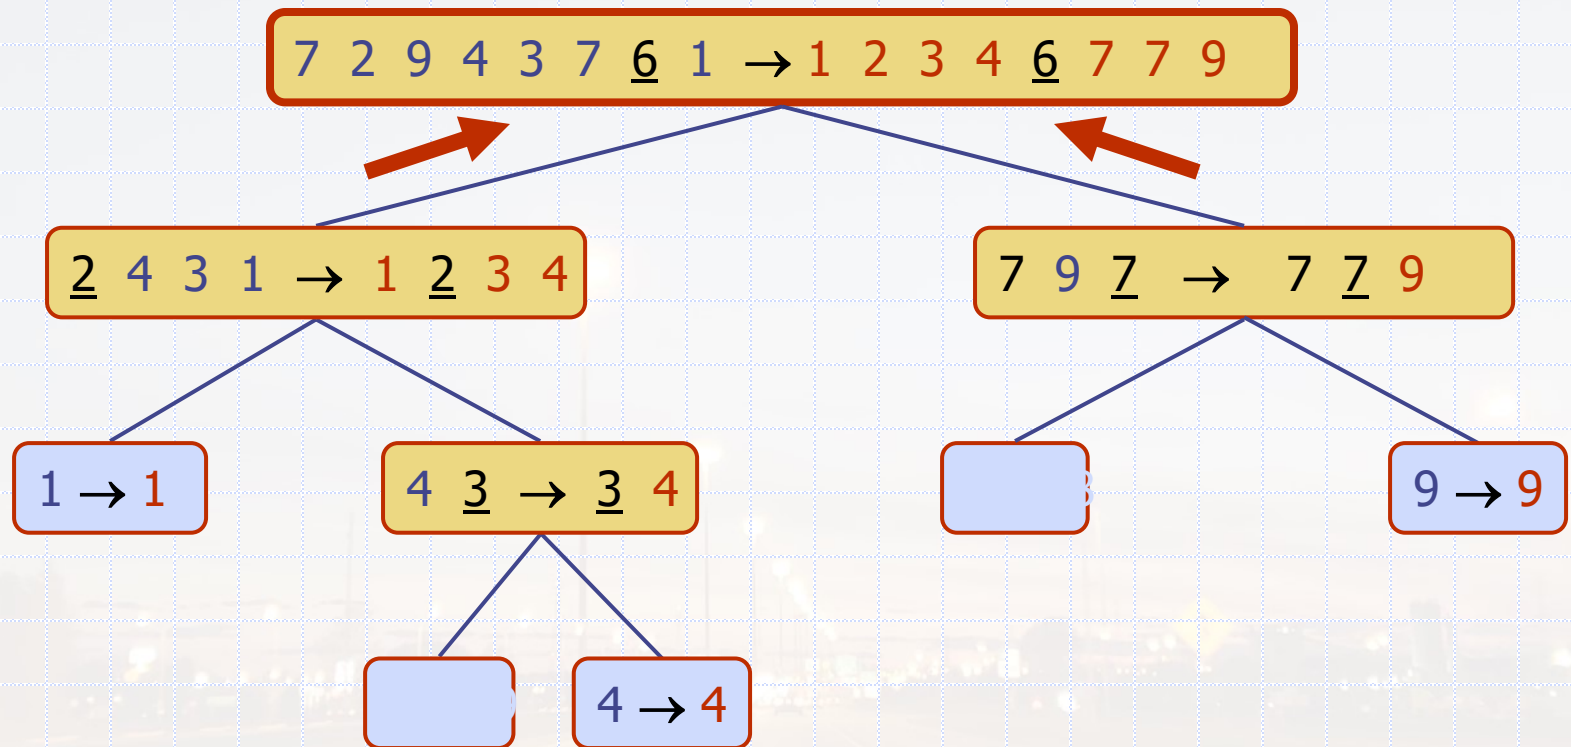 7 2 9 4 3 7 6 1 → 1 2 3 4 6 7 7 9
2 4 3 1 → 1 2 3 4
7 9 7 → 7 7 9
1 → 1
4 3 → 3 4
9 → 9
4 → 4